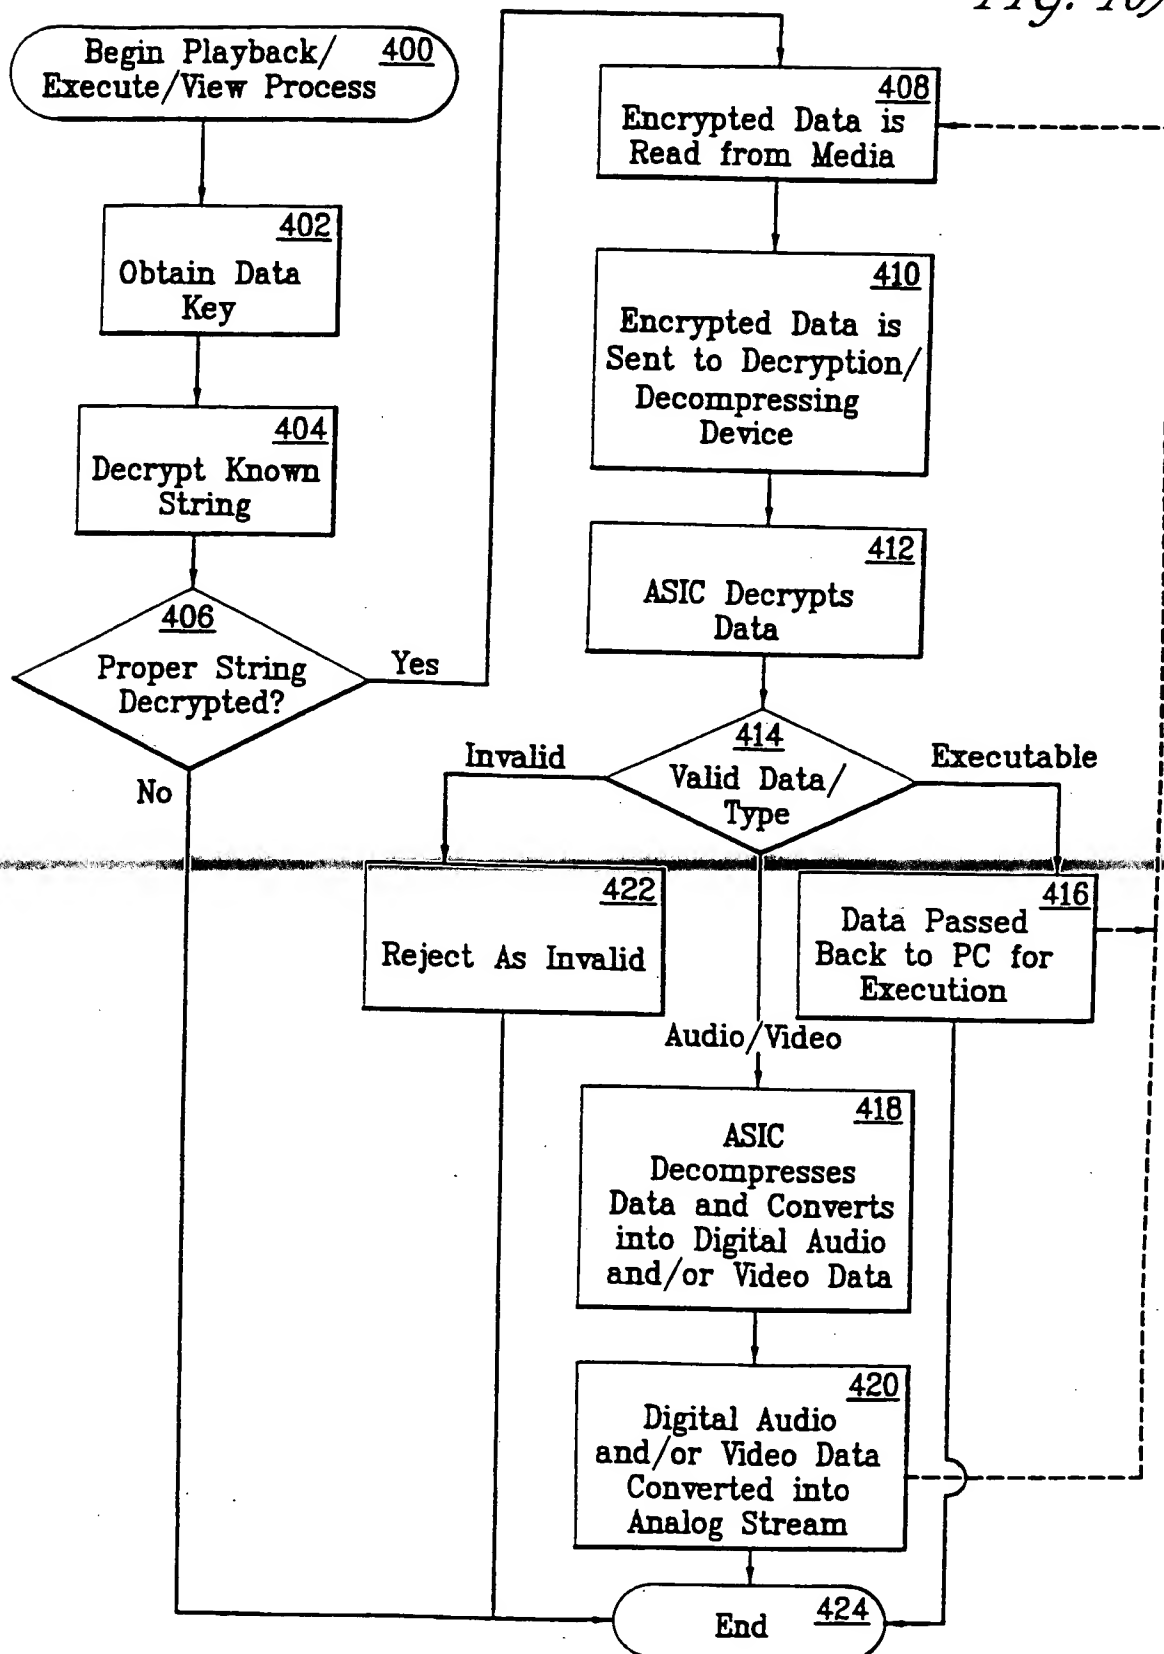 Begin Playback/ 400
Execute/View Process
402
Obtain Data
Key
404
Decrypt Known
String
406
Proper String
Decrypted?
Yes
No
408
Encrypted Data is
Read from Media
410
Encrypted Data is
Sent to Decryption/
Decompressing
Device
412
ASIC Decrypts
Data
414
Valid Data/
Type
Invalid
Executable
422
Reject As Invalid
416
Data Passed
Back to PC for
Execution
Audio/Video
418
ASIC
Decompresses
Data and Converts
into Digital Audio
and/or Video Data
420
Digital Audio
and/or Video Data
Converted into
Analog Stream
End 424